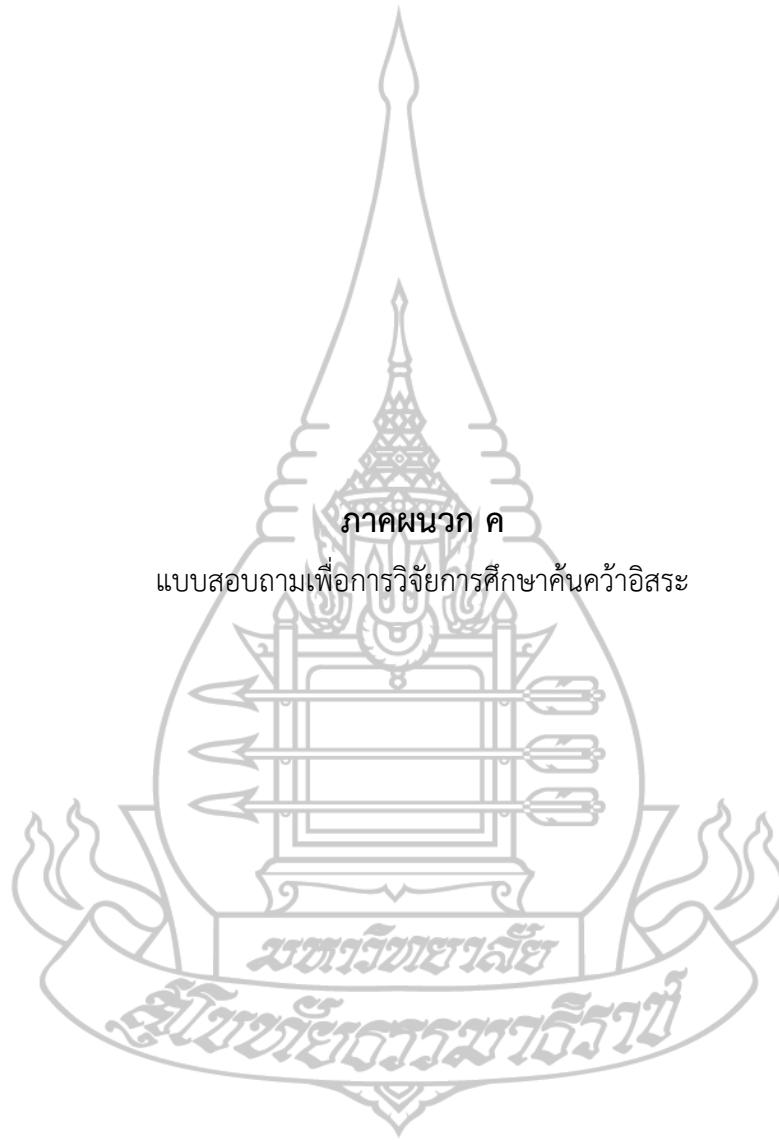 ภาคผนวก ค
แบบสอบถามเพื่อการวิจัยการศึกษาค้นคว้าอิสระ
มหาวิทยาลัย
สุโขทัยธรรมาธิราช